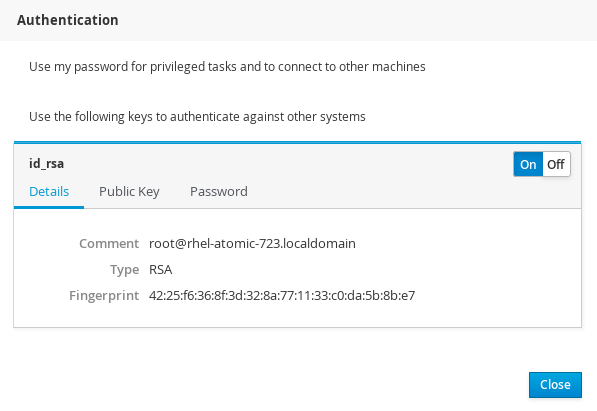 Authentication
Use my password for privileged tasks and to connect to other machines
Use the following keys to authenticate against other systems
id_rsa
On Off
Details Public Key Password
Comment root@rhel-atomic-723.localdomain
Type RSA
Fingerprint 42:25:f6:36:8f:3d:32:8a:77:11:33:c0:da:5b:8b:e7
Close